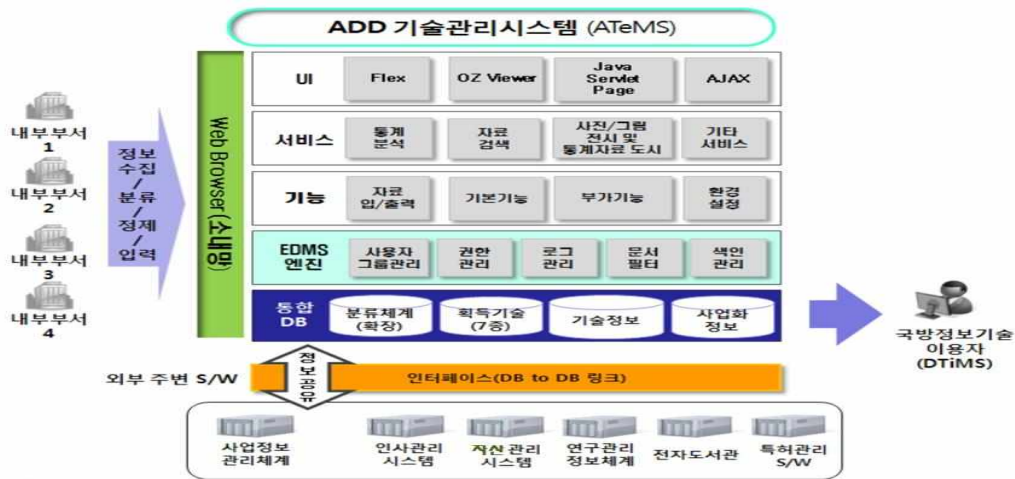 ADD 기술관리시스템 (ATeMS)
내부부서
1
내부부서
2
내부부서
3
내부부서
4
정보
수집
/
분류
/
정제
/
입력
Web Browser(소내망)
UI
Flex
OZ Viewer
Java
Servlet
Page
AJAX
서비스
통계
분석
자료
검색
사진/그림
전시 및
통계자료 도시
기타
서비스
기능
자료
입/출력
기본기능
부가기능
환경
설정
EDMS
엔진
사용자
그룹관리
권한
관리
로그
관리
문서
필터
색인
관리
통합
DB
분류체계
(확장)
획득기술
(7종)
기술정보
사업화
정보
국방정보기술
이용자
(DTiMS)
정보공유
외부 주변 S/W
인터페이스(DB to DB 링크)
사업정보
관리체계
인사관리
시스템
자산 관리
시스템
연구관리
정보체계
전자도서관
특허관리
S/W